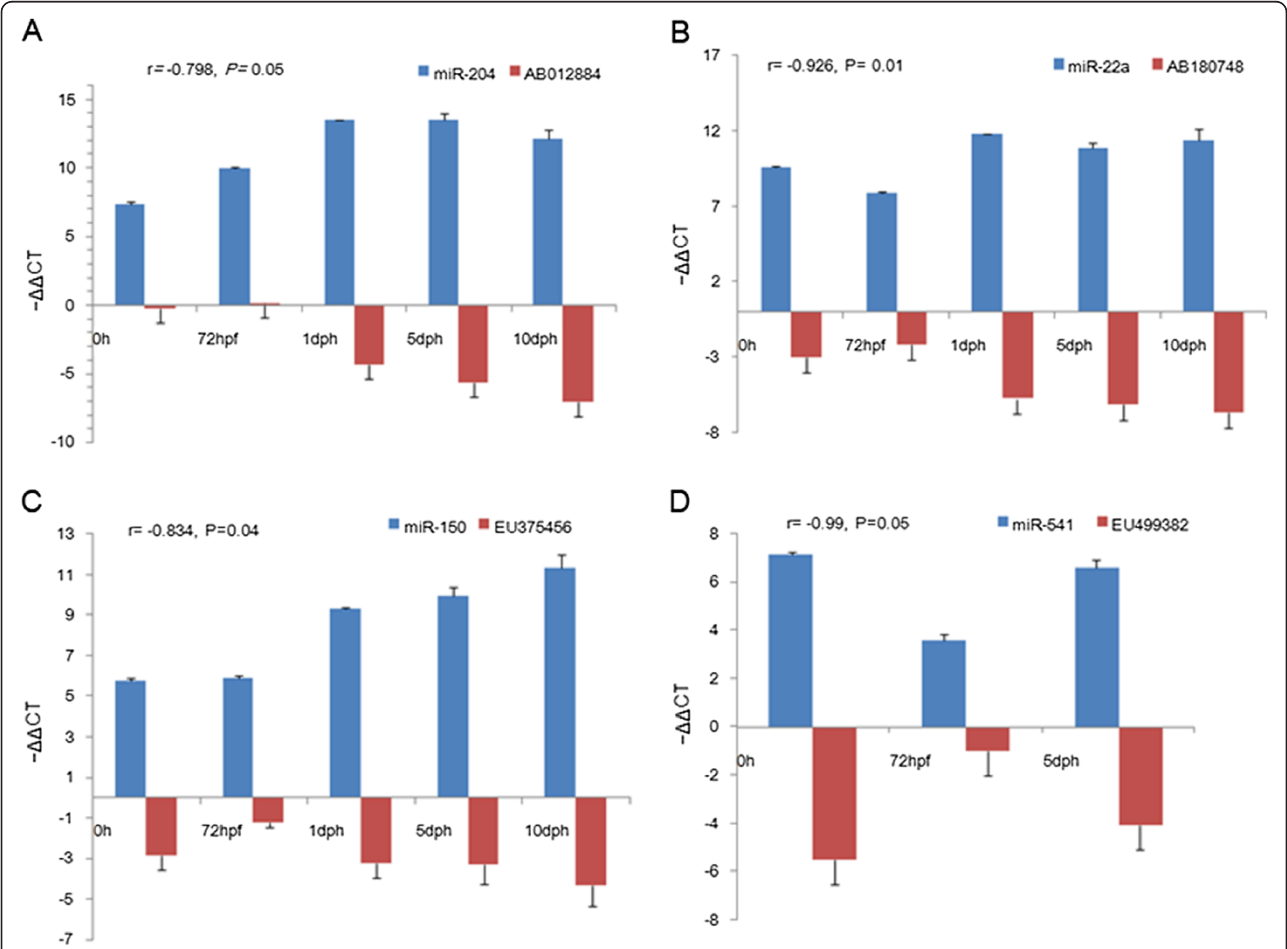 A
r= -0.798, P= 0.05
miR-204 AB012884
15
10
5
0
-5
-10
−ΔΔCT
0h 72hpf 1dph 5dph 10dph
B
r= -0.926, P= 0.01
miR-22a AB180748
17
12
7
2
-3
-8
−ΔΔCT
0h 72hpf 1dph 5dph 10dph
C
r= -0.834, P=0.04
miR-150 EU375456
13
11
9
7
5
3
1
-1
-3
-5
-7
−ΔΔCT
0h 72hpf 1dph 5dph 10dph
D
r= -0.99, P=0.05
miR-541 EU499382
8
6
4
2
0
-2
-4
-6
-8
−ΔΔCT
0h 72hpf 5dph